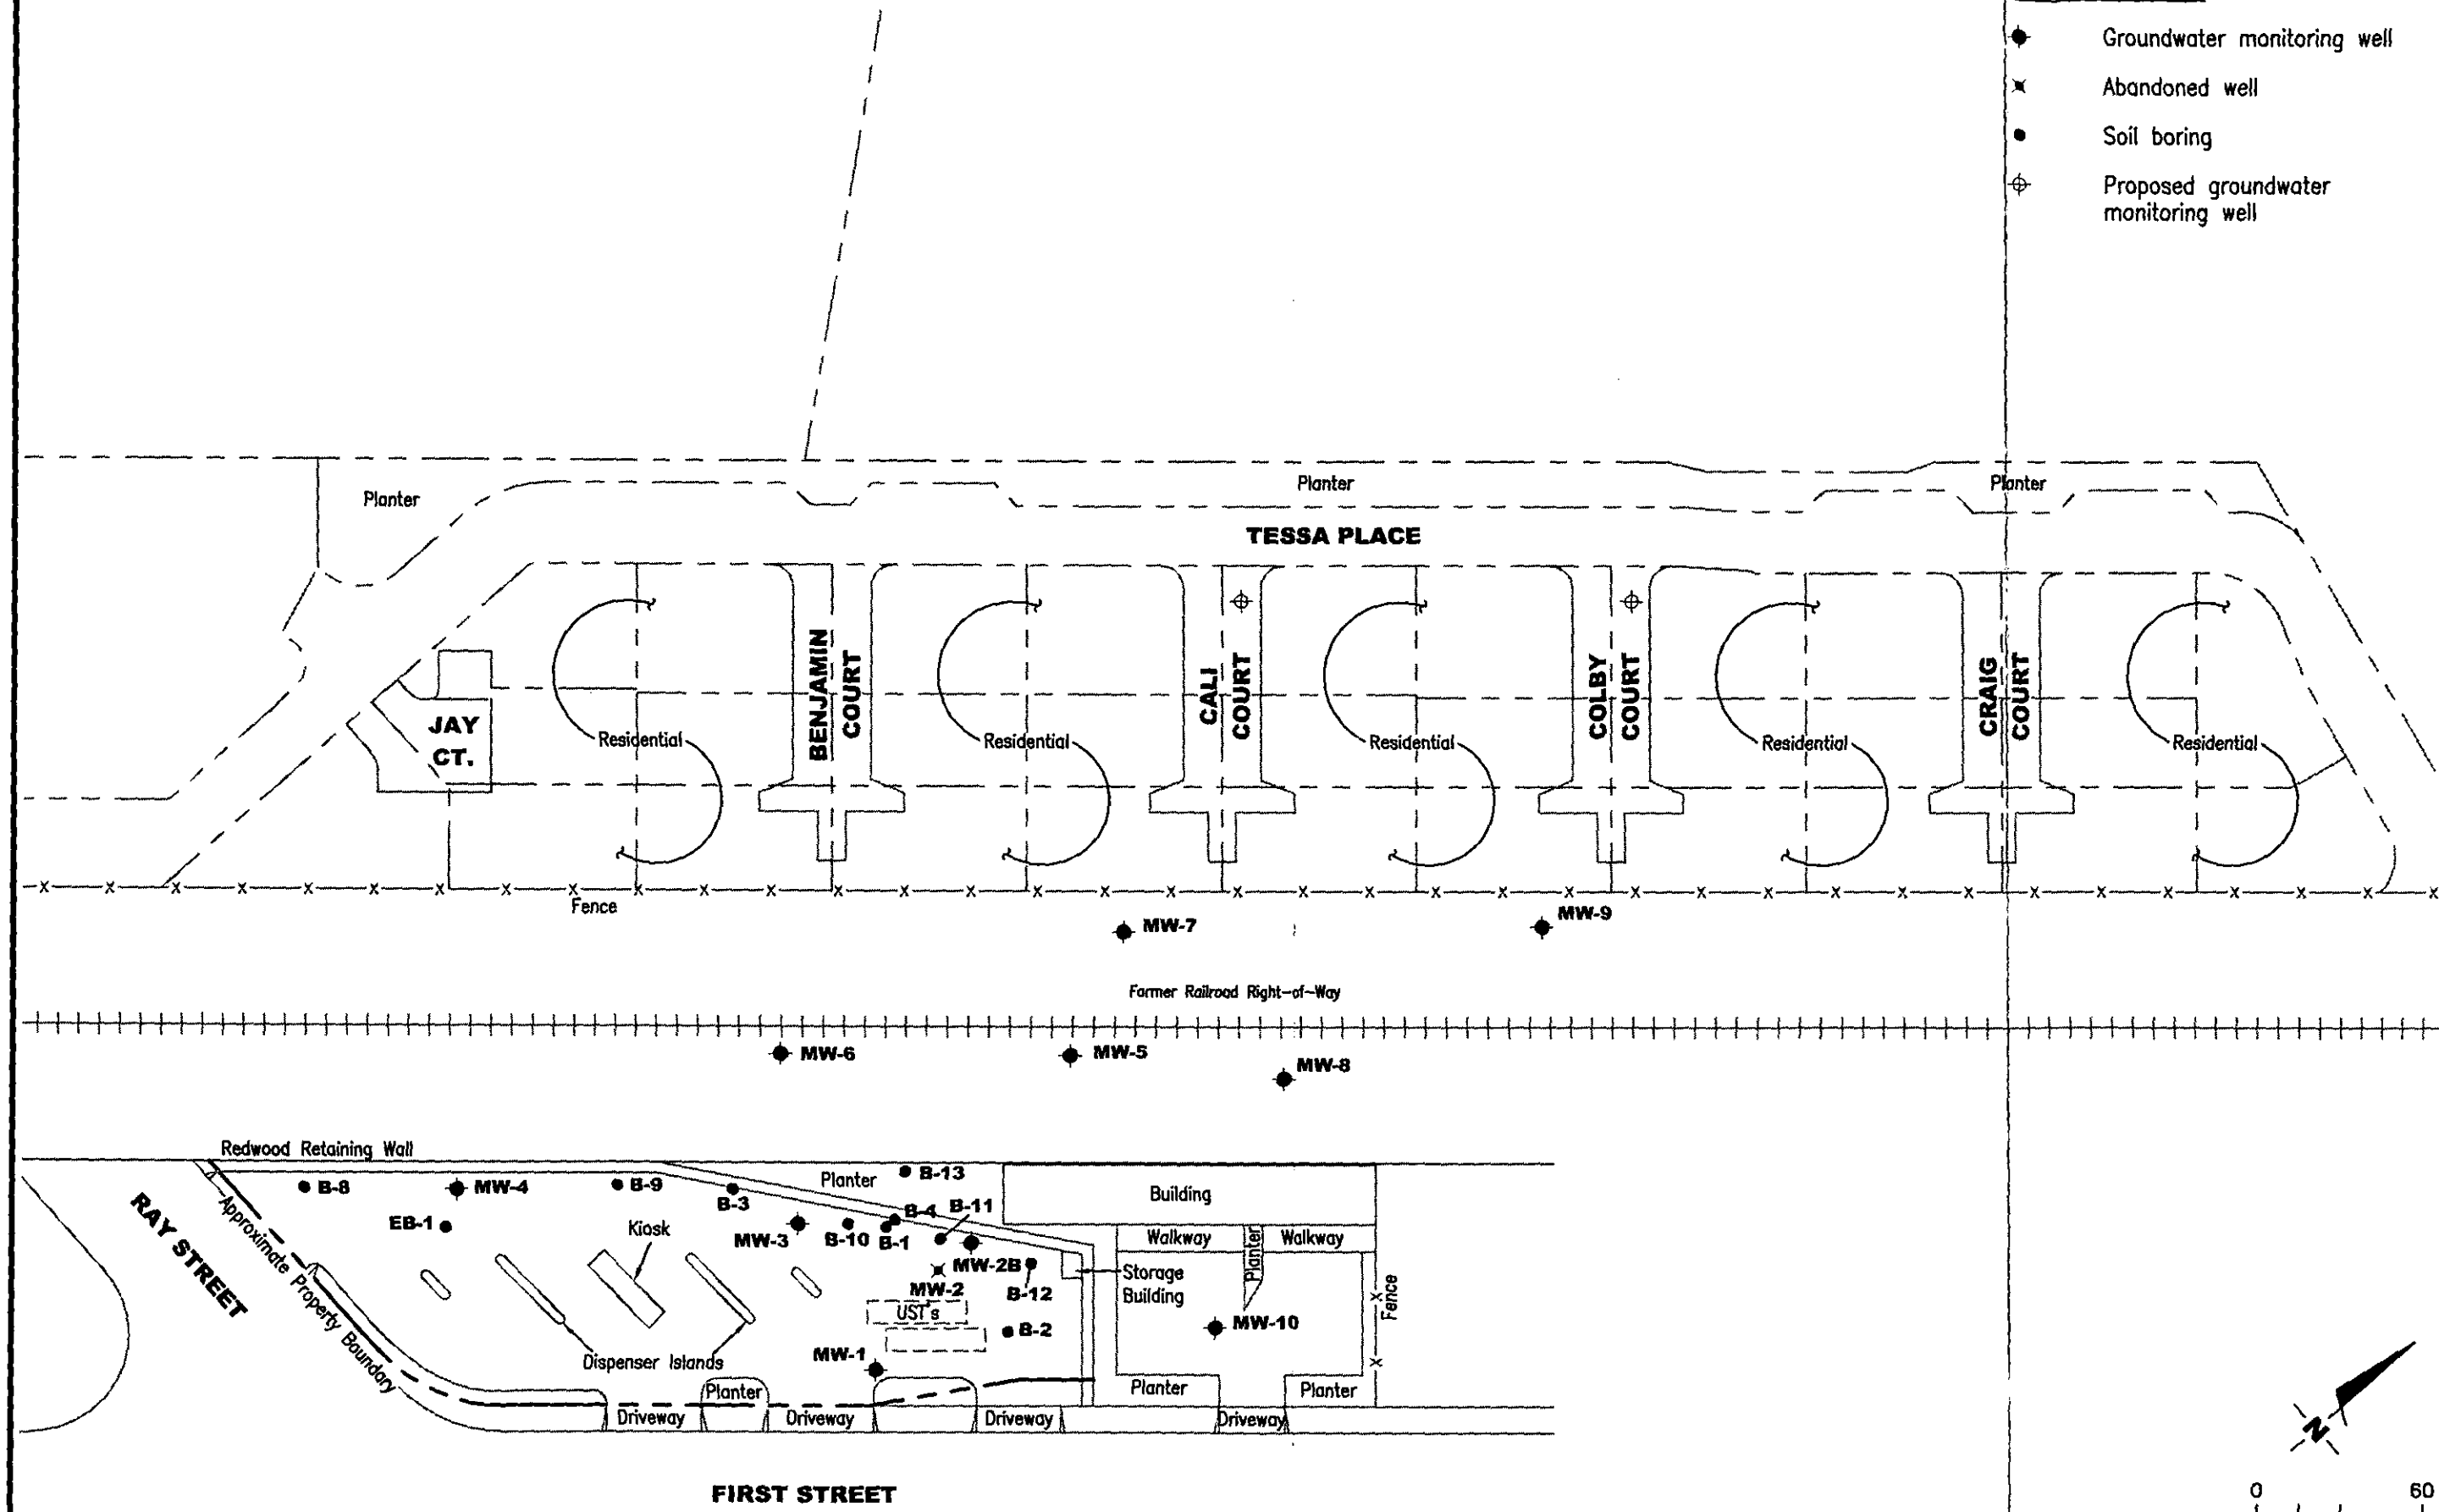 Groundwater monitoring well
Abandoned well
Soil boring
Proposed groundwater
monitoring well
Planter
Planter
Planter
TESSA PLACE
BENJAMIN
COURT
CALI
COURT
COLBY
COURT
CRAIG
COURT
JAY
CT.
Residential
Residential
Residential
Residential
Residential
Fence
MW-7
MW-9
Former Railroad Right-of-Way
MW-6
MW-5
MW-8
Redwood Retaining Wall
RAY STREET
Approximate Property Boundary
B-8
MW-4
EB-1
B-9
B-3
Planter
B-13
B-4
B-11
MW-3
B-10
B-1
Kiosk
MW-2B
MW-2
B-12
UST's
B-2
MW-1
Dispenser Islands
Building
Walkway
Planter
Walkway
Storage
Building
MW-10
Fence
Planter
Planter
Planter
Driveway
Driveway
Driveway
Driveway
FIRST STREET
N
0
60